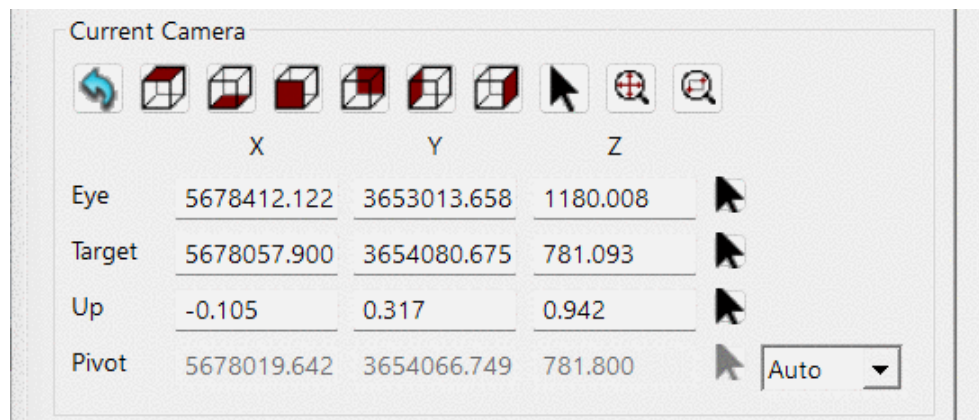 Current Camera
X Y Z
Eye 5678412.122 3653013.658 1180.008
Target 5678057.900 3654080.675 781.093
Up -0.105 0.317 0.942
Pivot 5678019.642 3654066.749 781.800 Auto